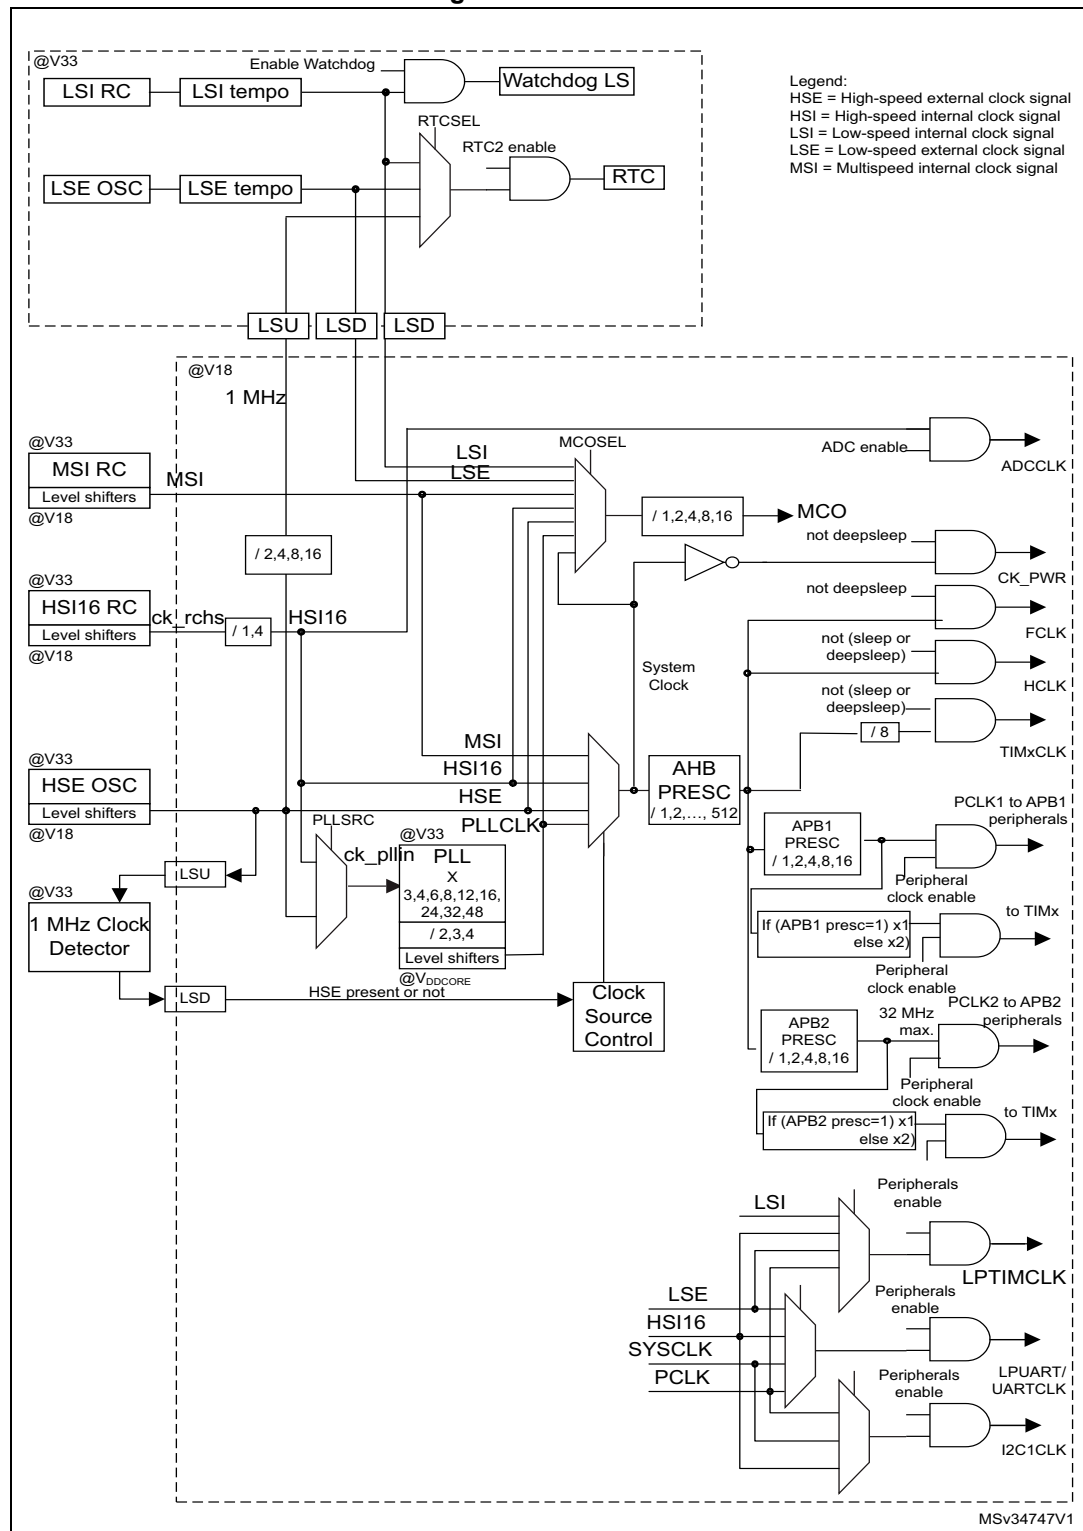 @V33
Enable Watchdog
LSI RC
LSI tempo
Watchdog LS
Legend:
HSE = High-speed external clock signal
HSI = High-speed internal clock signal
LSI = Low-speed internal clock signal
LSE = Low-speed external clock signal
MSI = Multispeed internal clock signal
RTCSEL
RTC2 enable
LSE OSC
LSE tempo
RTC
LSU
LSD
LSD
@V18
1 MHz
@V33
MSI RC
Level shifters
@V18
MSI
LSI
LSE
MCOSEL
ADC enable
ADCCLK
/ 1,2,4,8,16
MCO
/ 2,4,8,16
not deepsleep
CK_PWR
@V33
HSI16 RC
Level shifters
@V18
ck_rchs
/ 1,4
HSI16
not deepsleep
FCLK
not (sleep or
deepsleep)
HCLK
System
Clock
not (sleep or
deepsleep)
/ 8
TIMxCLK
@V33
HSE OSC
Level shifters
@V18
MSI
HSI16
HSE
PLLCLK
AHB
PRESC
/ 1,2,..., 512
PCLK1 to APB1
peripherals
APB1
PRESC
/ 1,2,4,8,16
Peripheral
clock enable
PLLSRC
ck_pllin
@V33
PLL
X
3,4,6,8,12,16,
24,32,48
/ 2,3,4
Level shifters
@VDDCORE
LSU
@V33
1 MHz Clock
Detector
LSD
HSE present or not
Clock
Source
Control
If (APB1 presc=1) x1
else x2)
to TIMx
Peripheral
clock enable
PCLK2 to APB2
peripherals
32 MHz
max.
APB2
PRESC
/ 1,2,4,8,16
Peripheral
clock enable
If (APB2 presc=1) x1
else x2)
to TIMx
LSI
Peripherals
enable
LPTIMCLK
LSE
HSI16
SYSCLK
PCLK
Peripherals
enable
LPUART/
UARTCLK
Peripherals
enable
I2C1CLK
MSv34747V1